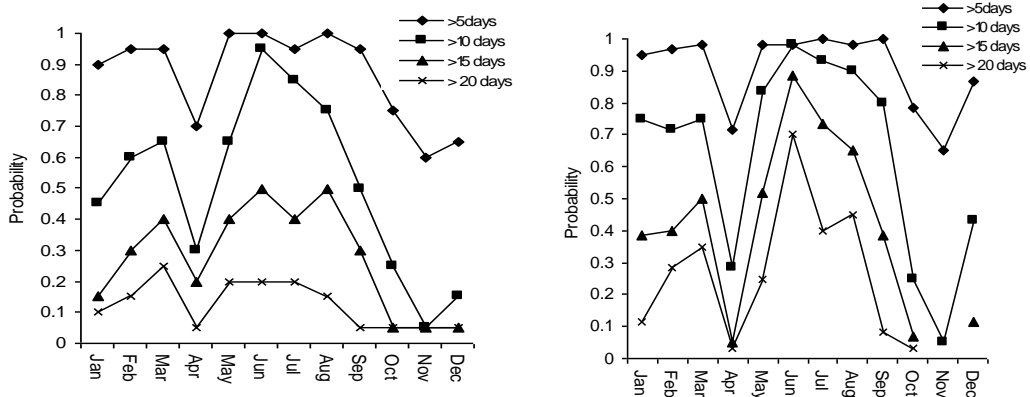 >5days
>10 days
>15 days
> 20 days
1
0.9
0.8
0.7
0.6
0.5
0.4
0.3
0.2
0.1
0
Probability
Jan
Feb
Mar
Apr
May
Jun
Jul
Aug
Sep
Oct
Nov
Dec
>5days
>10 days
>15 days
> 20 days
1
0.9
0.8
0.7
0.6
0.5
0.4
0.3
0.2
0.1
0
Probability
Jan
Feb
Mar
Apr
May
Jun
Jul
Aug
Sep
Oct
Nov
Dec